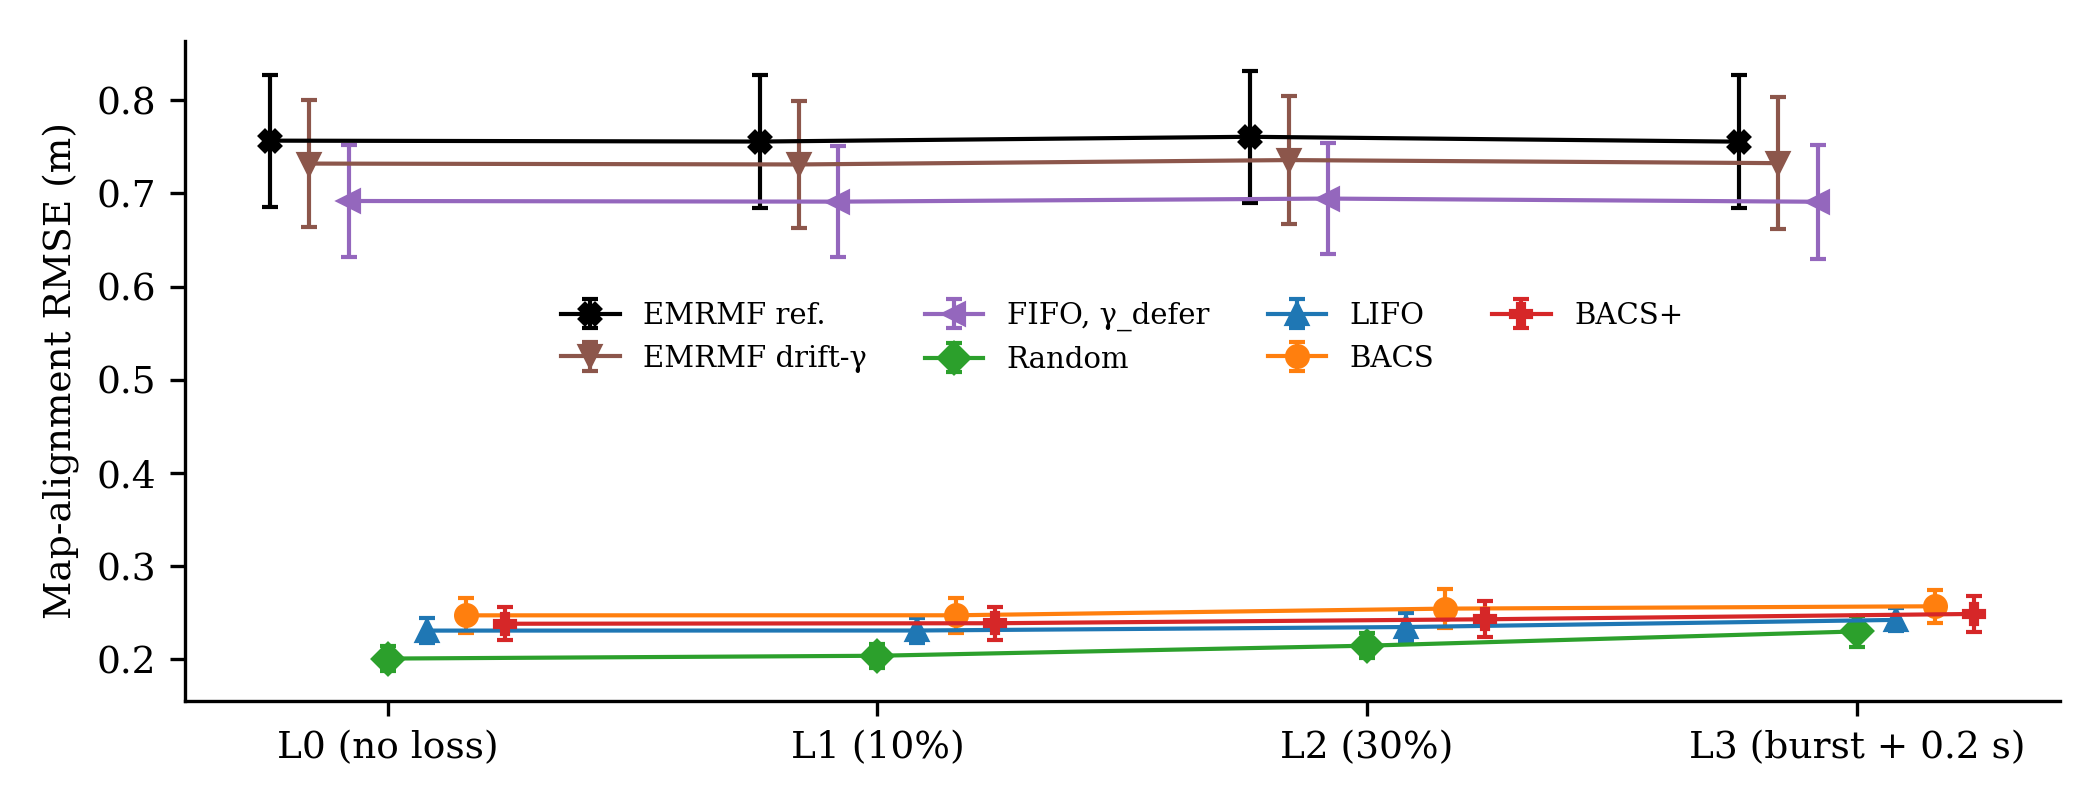 Map-alignment RMSE (m)
0.8
0.7
0.6
0.5
0.4
0.3
0.2
EMRMF ref.
EMRMF drift-γ
FIFO, γ_defer
Random
LIFO
BACS
BACS+
L0 (no loss)
L1 (10%)
L2 (30%)
L3 (burst + 0.2 s)